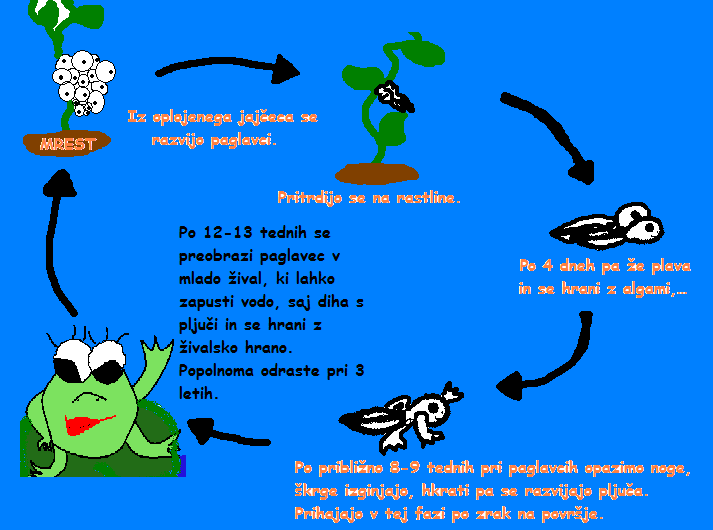 MREST
Iz oplojenega jajčeca se
razvijo paglavci.
Pritrdijo se na rastline.
Po 4 dneh pa že plava
in se hrani z algami,...
Po približno 8-9 tednih pri paglavcih opazimo noge,
škrge izginjajo, hkrati pa se razvijajo pljuča.
Prihajajo v tej fazi po zrak na površje.
Po 12-13 tednih se
preobrazi paglavec v
mlado žival, ki lahko
zapusti vodo, saj diha s
pljuči in se hrani z
živalsko hrano.
Popolnoma odraste pri 3
letih.